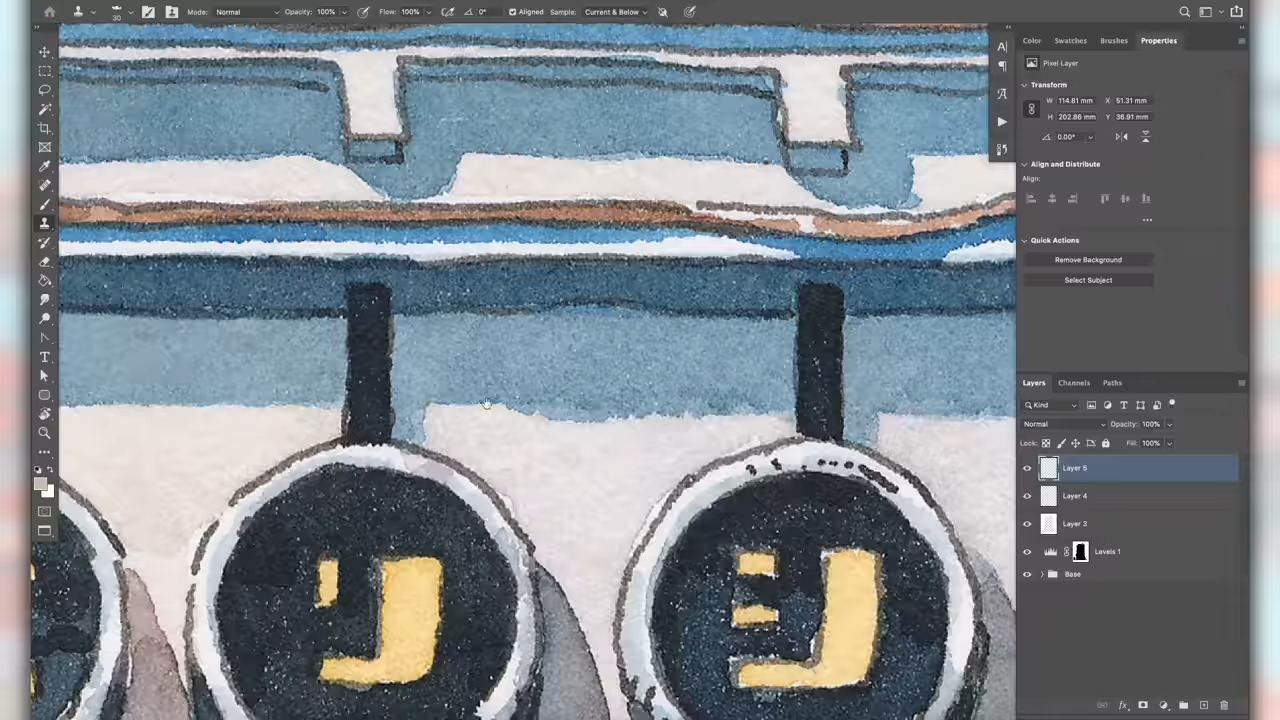 Mode: Normal Opacity: 100% Flow: 100% 0° Aligned Sample: Current & Below
30
Color Swatches Brushes Properties
Pixel Layer
Transform
W 114.81 mm X 51.31 mm
H 202.86 mm Y 36.91 mm
0.00°
Align and Distribute
Align:
Quick Actions
Remove Background
Select Subject
Layers Channels Paths
Kind
Normal Opacity: 100%
Lock: Fill: 100%
Layer 5
Layer 4
Layer 3
Levels 1
Base
リ ジ